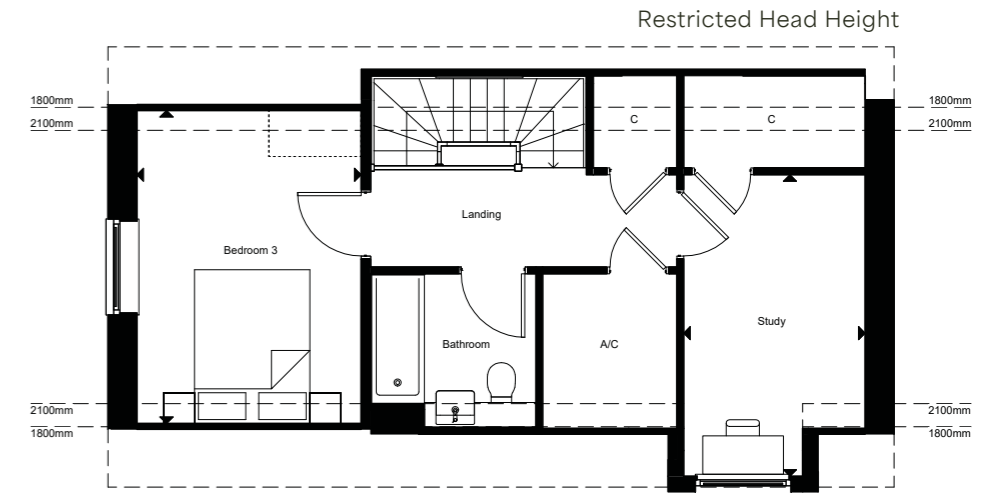 Restricted Head Height
1800mm
1800mm
2100mm
2100mm
C
C
Landing
Bedroom 3
Study
Bathroom
A/C
2100mm
2100mm
1800mm
1800mm